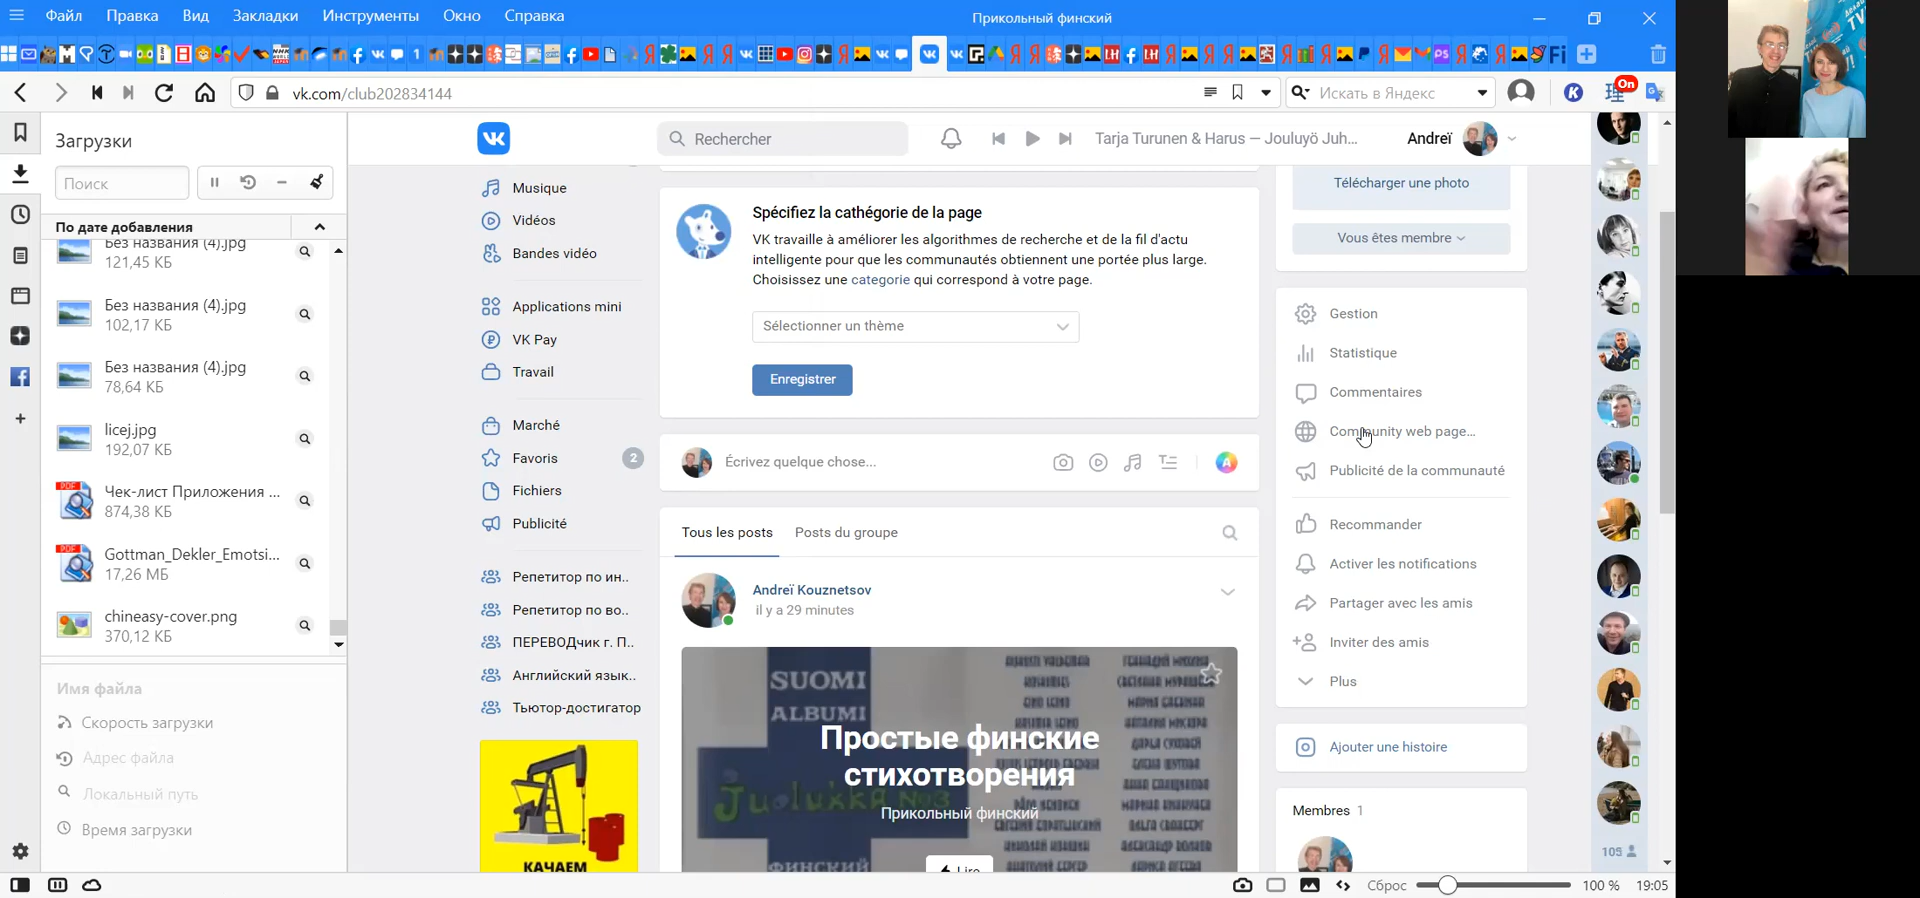 Файл Правка Вид Закладки Инструменты Окно Справка
Прикольный финский
vk.com/club202834144
Искать в Яндекс
On
Загрузки
Поиск
По дате добавления
Без названия (4).jpg
121,45 КБ
Без названия (4).jpg
102,17 КБ
Без названия (4).jpg
78,64 КБ
licej.jpg
192,07 КБ
Чек-лист Приложения ...
874,38 КБ
Gottman_Dekler_Emotsi...
17,26 МБ
chineasy-cover.png
370,12 КБ
Имя файла
Скорость загрузки
Адрес файла
Локальный путь
Время загрузки
Rechercher
Tarja Turunen & Harus — Jouluyö Juh...
Andreï
Musique
Vidéos
Bandes vidéo
Applications mini
VK Pay
Travail
Marché
Favoris 2
Fichiers
Publicité
Репетитор по ин..
Репетитор по во..
ПЕРЕВОДчик г. П..
Английский язык..
Тьютор-достигатор
КАЧАЕМ
Spécifiez la cathégorie de la page
VK travaille à améliorer les algorithmes de recherche et de la fil d'actu
intelligente pour que les communautés obtiennent une portée plus large.
Choisissez une categorie qui correspond à votre page.
Sélectionner un thème
Enregistrer
Écrivez quelque chose...
Tous les posts Posts du groupe
Andreï Kouznetsov
il y a 29 minutes
SUOMI
ALBUMI
Простые финские
стихотворения
Прикольный финский
ФИНСКИЙ
Lire
Télécharger une photo
Vous êtes membre
Gestion
Statistique
Commentaires
Community web page...
Publicité de la communauté
Recommander
Activer les notifications
Partager avec les amis
Inviter des amis
Plus
Ajouter une histoire
Membres 1
105
Сброс 100 % 19:05